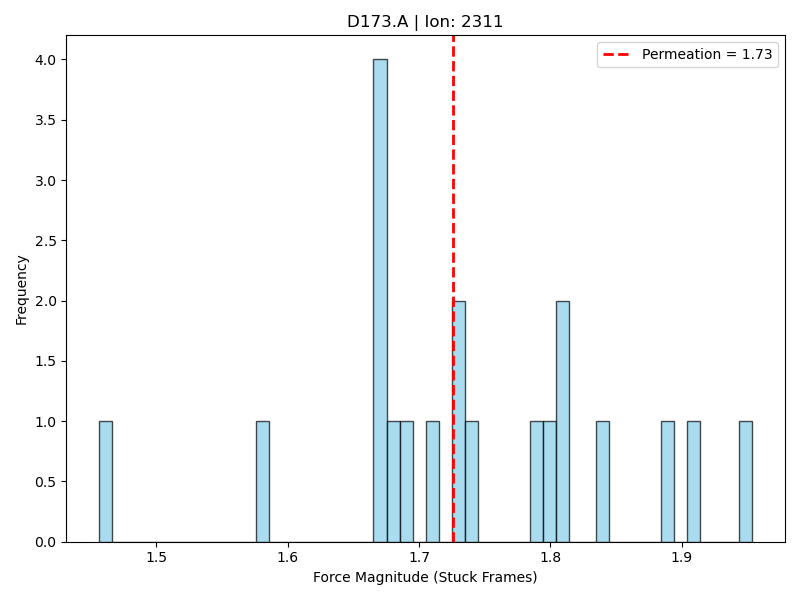 D173.A | Ion: 2311
Permeation = 1.73
4.0
3.5
3.0
2.5
2.0
1.5
1.0
0.5
0.0
Frequency
1.5 1.6 1.7 1.8 1.9
Force Magnitude (Stuck Frames)